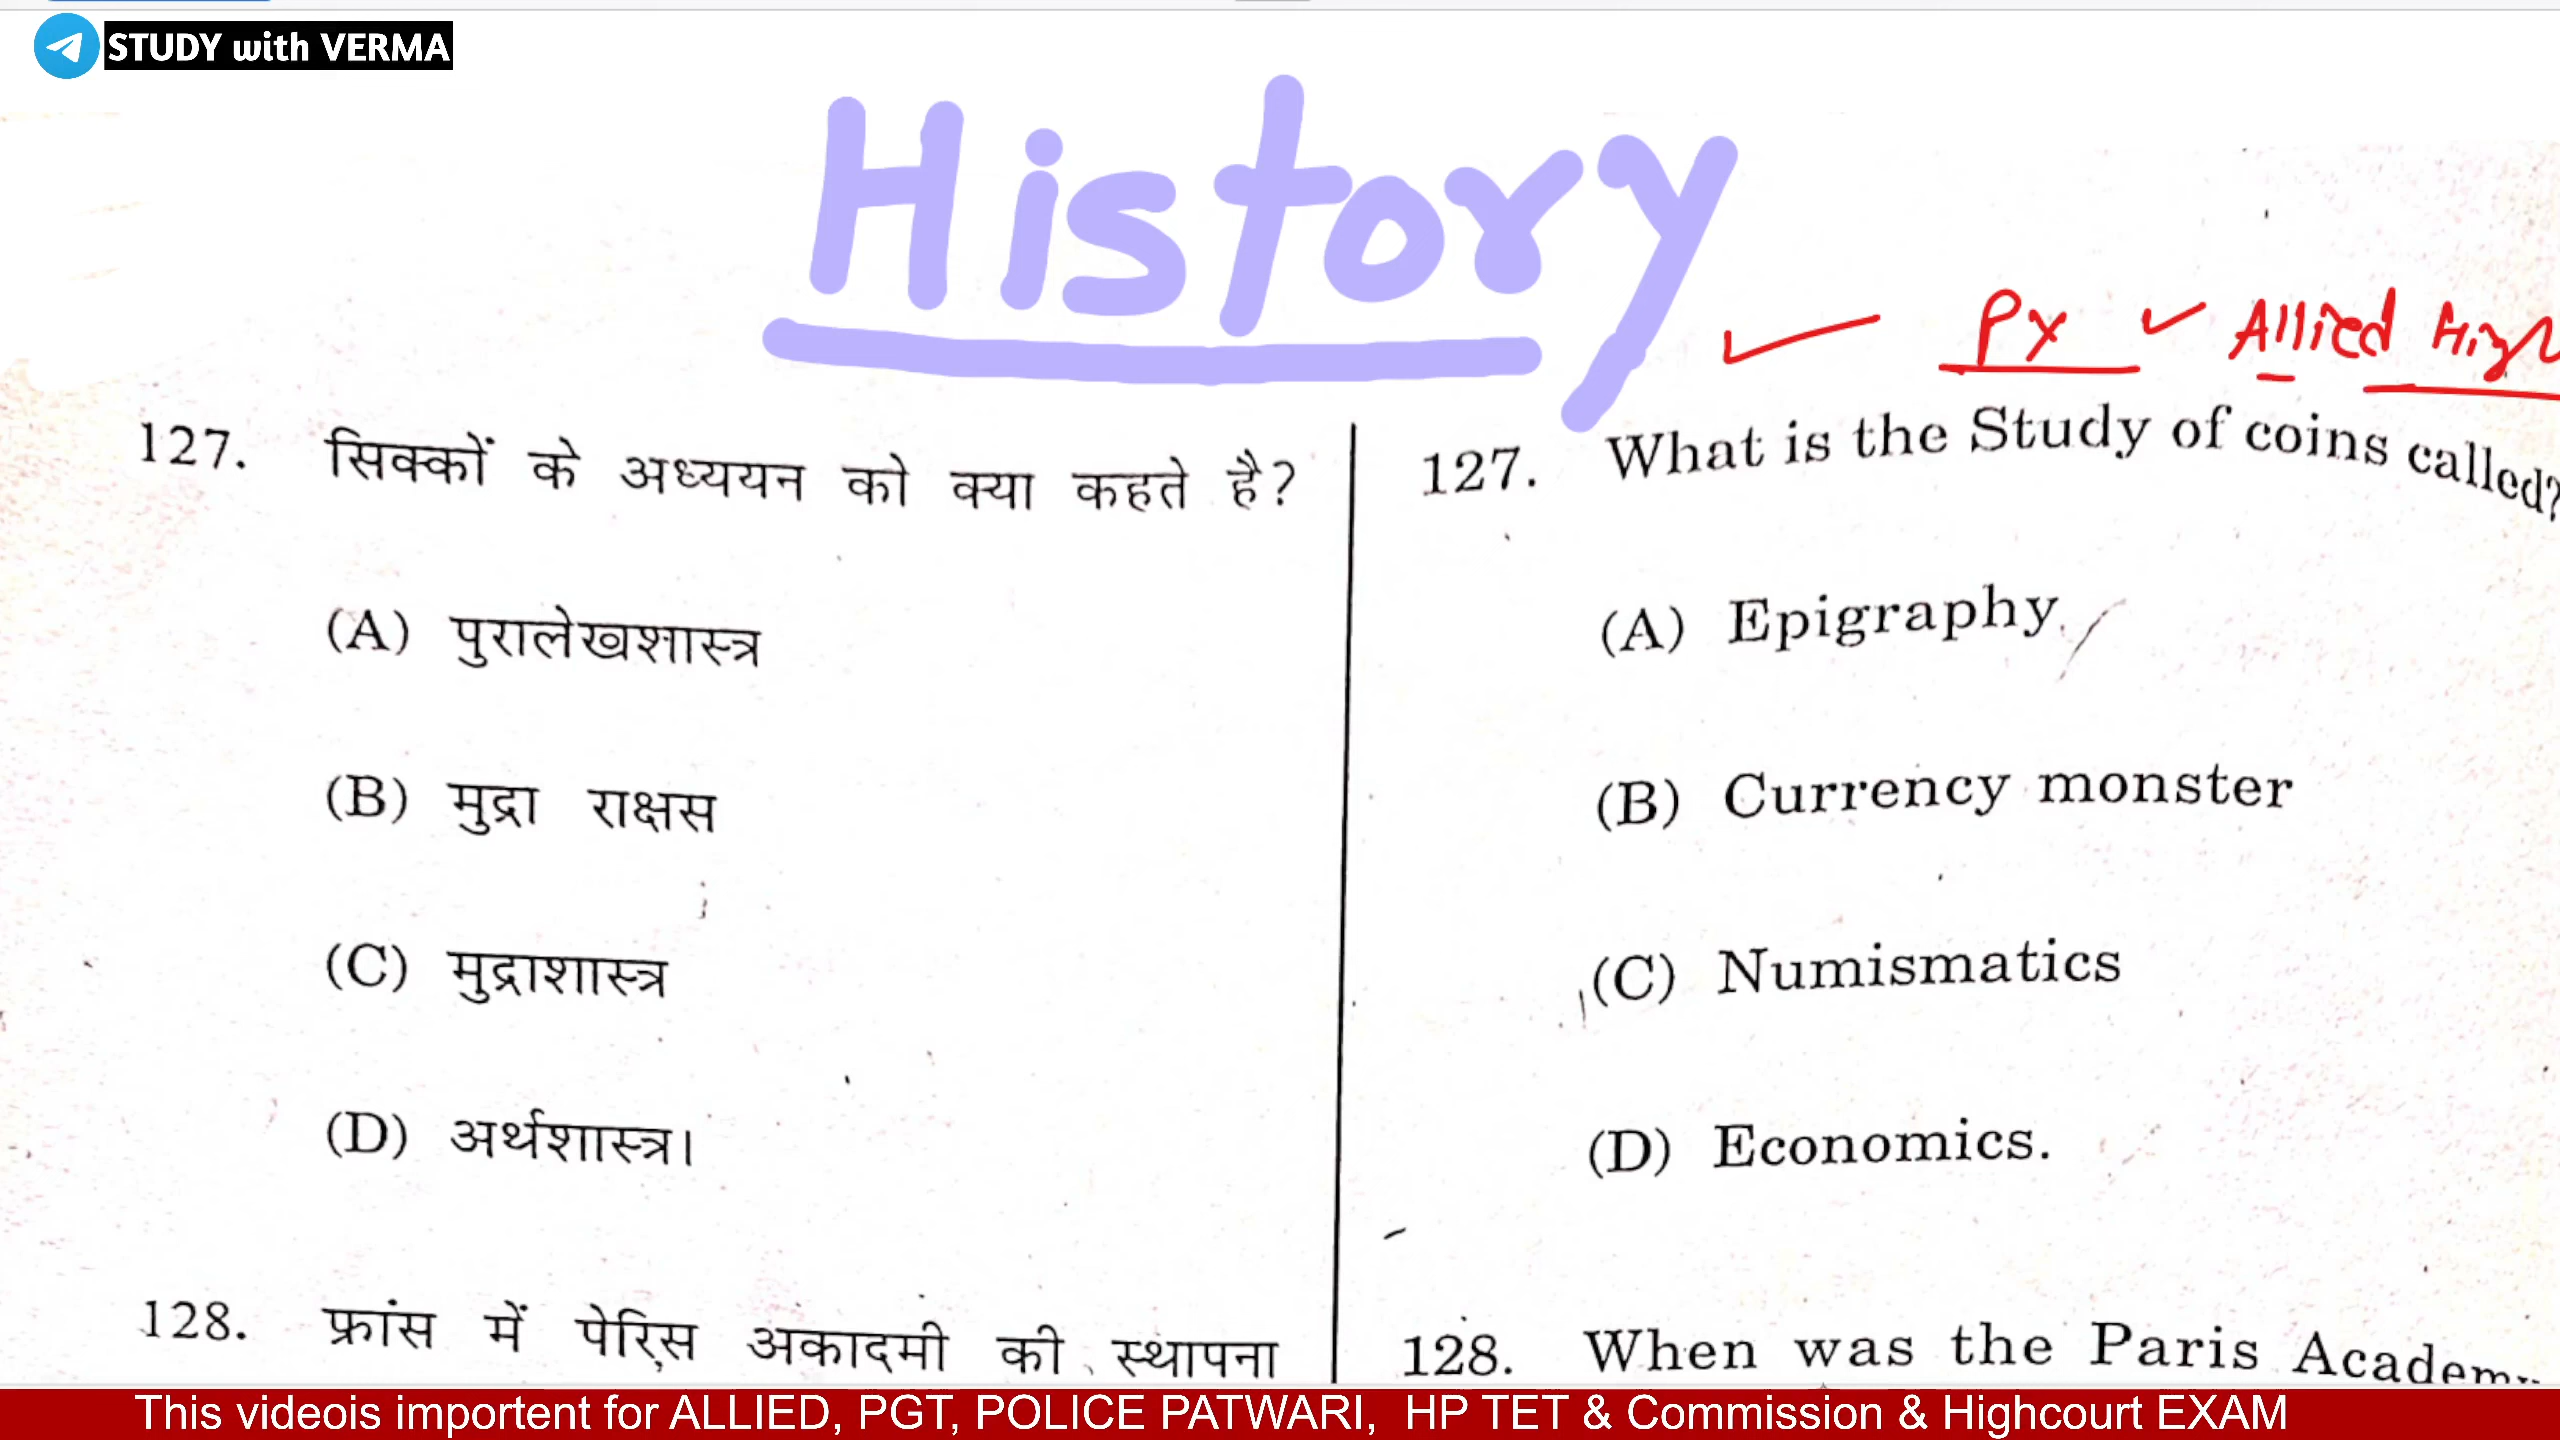 STUDY with VERMA
History
Px Allied
127. सिक्कों के अध्ययन को क्या कहते है?
(A) पुरालेखशास्त्र
(B) मुद्रा राक्षस
(C) मुद्राशास्त्र
(D) अर्थशास्त्र।
128. फ्रांस में पेरिस अकादमी की स्थापना
127. What is the Study of coins called?
(A) Epigraphy
(B) Currency monster
(C) Numismatics
(D) Economics.
128. When was the Paris
This videois importent for ALLIED, PGT, POLICE PATWARI, HP TET & Commission & Highcourt EXAM